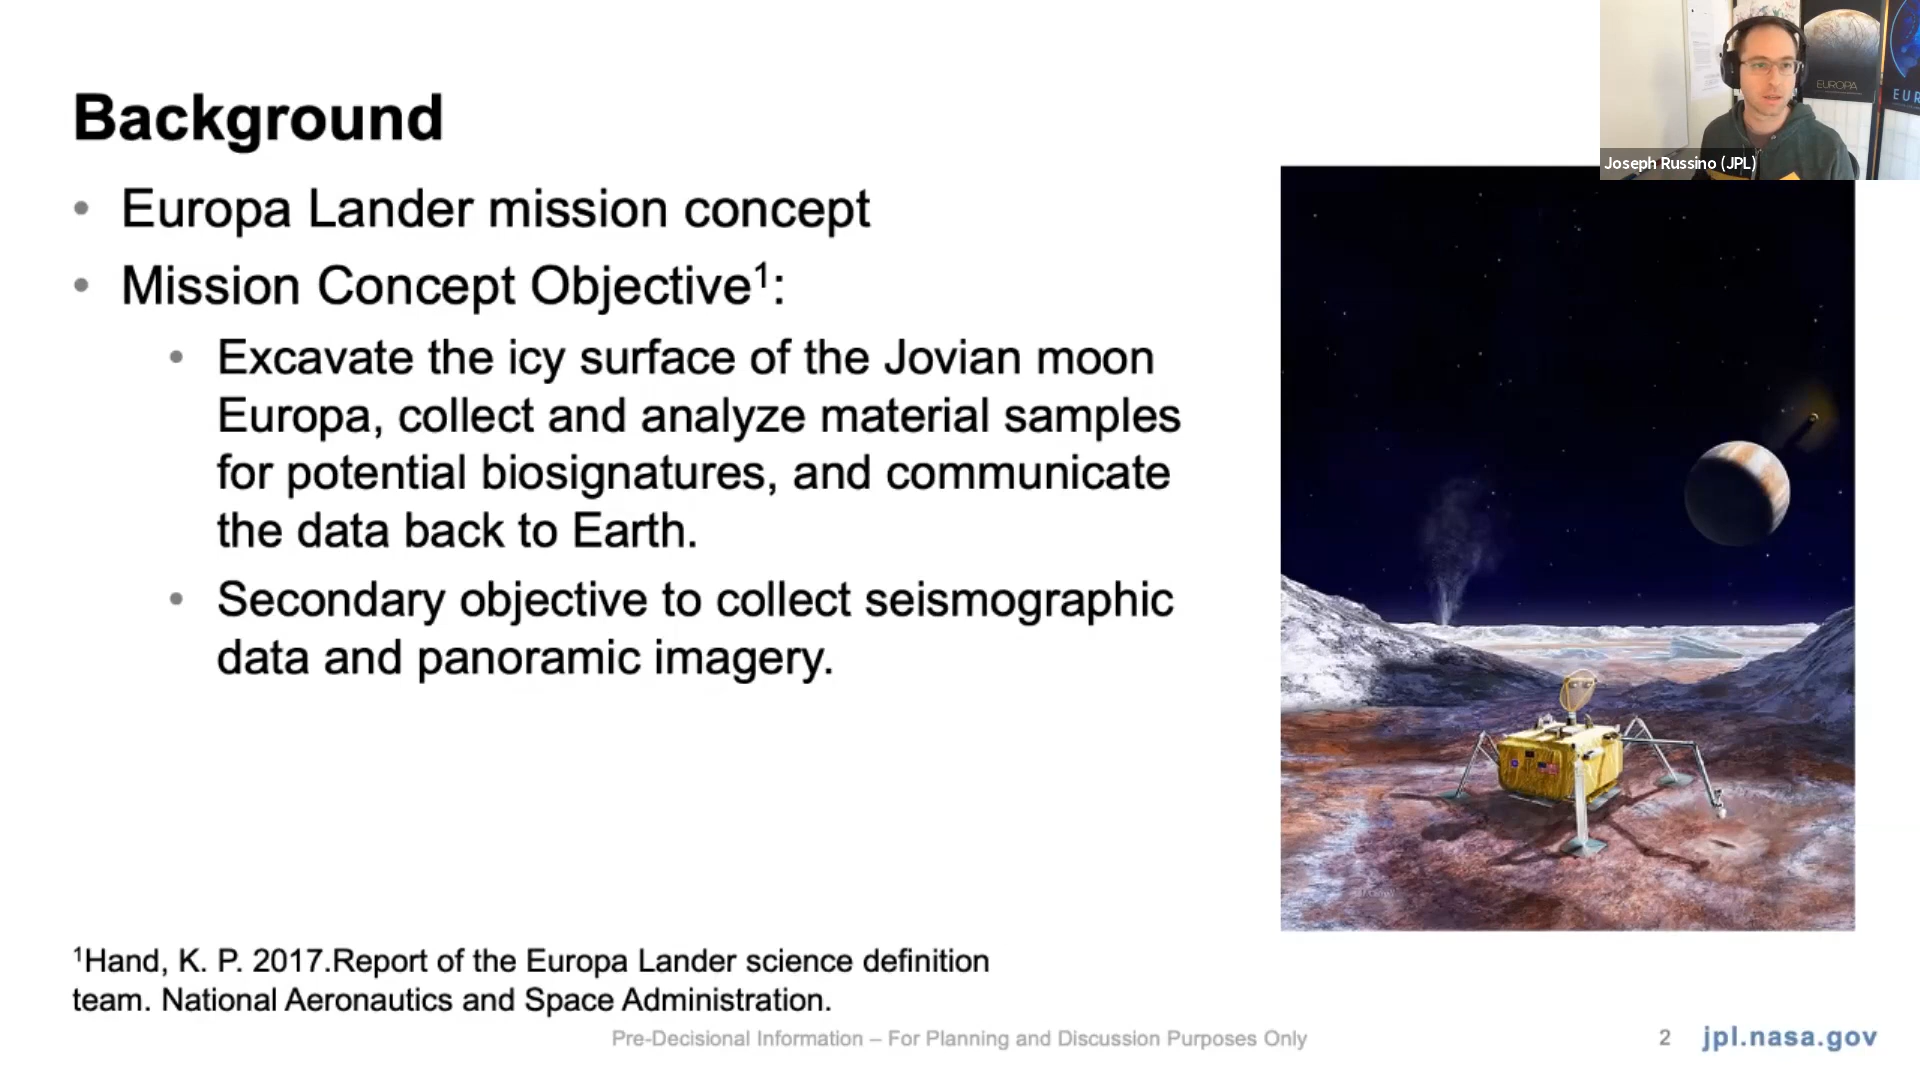 Background
• Europa Lander mission concept
• Mission Concept Objective¹:
• Excavate the icy surface of the Jovian moon
Europa, collect and analyze material samples
for potential biosignatures, and communicate
the data back to Earth.
• Secondary objective to collect seismographic
data and panoramic imagery.
¹Hand, K. P. 2017.Report of the Europa Lander science definition
team. National Aeronautics and Space Administration.
Pre-Decisional Information – For Planning and Discussion Purposes Only
2
jpl.nasa.gov
EUROPA
EUR
Joseph Russino (JPL)